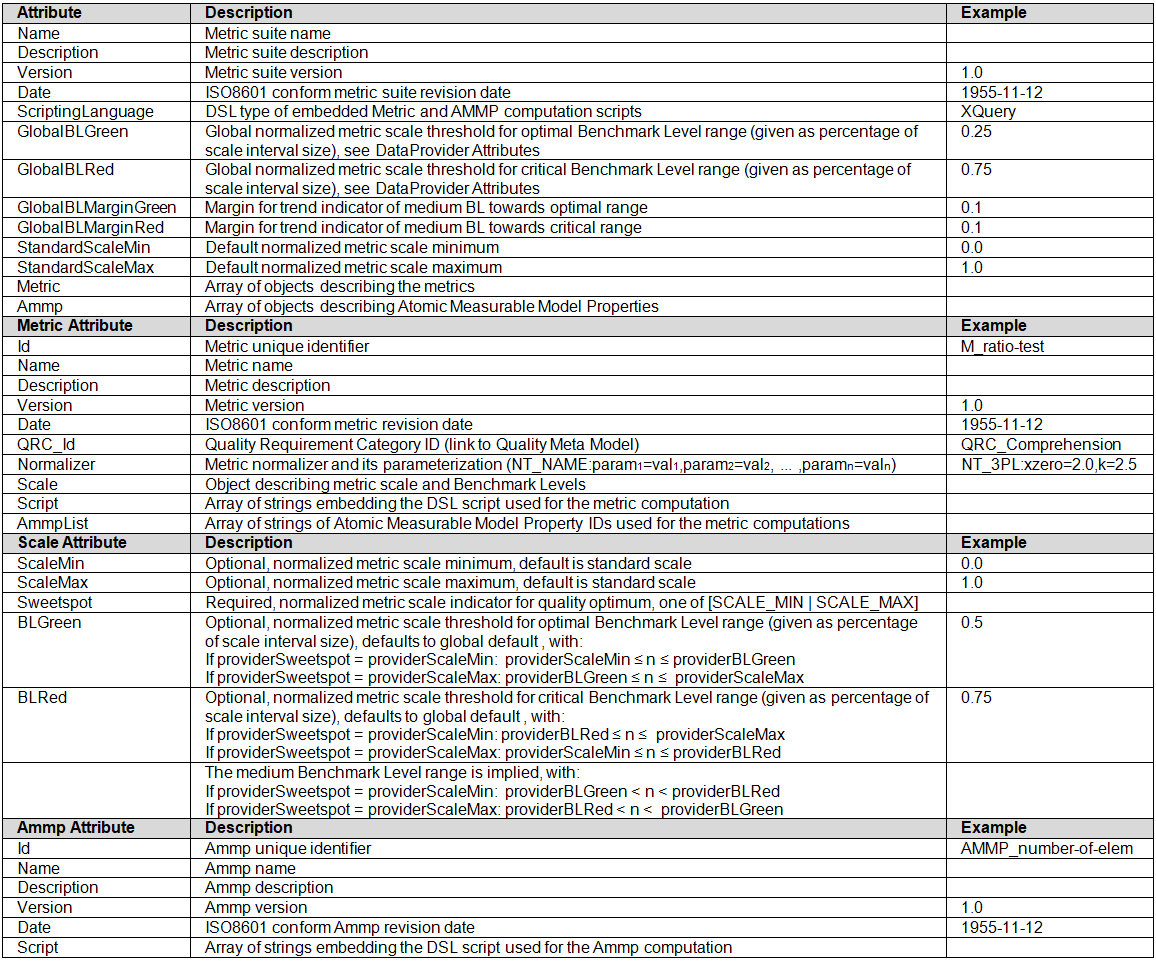 Attribute Description Example
Name Metric suite name
Description Metric suite description
Version Metric suite version 1.0
Date ISO8601 conform metric suite revision date 1955-11-12
ScriptingLanguage DSL type of embedded Metric and AMMP computation scripts XQuery
GlobalBLGreen Global normalized metric scale threshold for optimal Benchmark Level range (given as percentage of 0.25
scale interval size), see DataProvider Attributes
GlobalBLRed Global normalized metric scale threshold for critical Benchmark Level range (given as percentage of 0.75
scale interval size), see DataProvider Attributes
GlobalBLMarginGreen Margin for trend indicator of medium BL towards optimal range 0.1
GlobalBLMarginRed Margin for trend indicator of medium BL towards critical range 0.1
StandardScaleMin Default normalized metric scale minimum 0.0
StandardScaleMax Default normalized metric scale maximum 1.0
Metric Array of objects describing the metrics
Ammp Array of objects describing Atomic Measurable Model Properties
Metric Attribute Description Example
Id Metric unique identifier M_ratio-test
Name Metric name
Description Metric description
Version Metric version 1.0
Date ISO8601 conform metric revision date 1955-11-12
QRC_Id Quality Requirement Category ID (link to Quality Meta Model) QRC_Comprehension
Normalizer Metric normalizer and its parameterization (NT_NAME:param₁=val₁,param₂=val₂, ... ,paramₙ=valₙ) NT_3PL:xzero=2.0,k=2.5
Scale Object describing metric scale and Benchmark Levels
Script Array of strings embedding the DSL script used for the metric computation
AmmpList Array of strings of Atomic Measurable Model Property IDs used for the metric computations
Scale Attribute Description Example
ScaleMin Optional, normalized metric scale minimum, default is standard scale 0.0
ScaleMax Optional, normalized metric scale maximum, default is standard scale 1.0
Sweetspot Required, normalized metric scale indicator for quality optimum, one of [SCALE_MIN | SCALE_MAX]
BLGreen Optional, normalized metric scale threshold for optimal Benchmark Level range (given as percentage 0.5
of scale interval size), defaults to global default , with:
If providerSweetspot = providerScaleMin: providerScaleMin ≤ n ≤ providerBLGreen
If providerSweetspot = providerScaleMax: providerBLGreen ≤ n ≤ providerScaleMax
BLRed Optional, normalized metric scale threshold for critical Benchmark Level range (given as percentage of 0.75
scale interval size), defaults to global default , with:
If providerSweetspot = providerScaleMin: providerBLRed ≤ n ≤ providerScaleMax
If providerSweetspot = providerScaleMax: providerScaleMin ≤ n ≤ providerBLRed
The medium Benchmark Level range is implied, with:
If providerSweetspot = providerScaleMin: providerBLGreen < n < providerBLRed
If providerSweetspot = providerScaleMax: providerBLRed < n < providerBLGreen
Ammp Attribute Description Example
Id Ammp unique identifier AMMP_number-of-elem
Name Ammp name
Description Ammp description
Version Ammp version 1.0
Date ISO8601 conform Ammp revision date 1955-11-12
Script Array of strings embedding the DSL script used for the Ammp computation